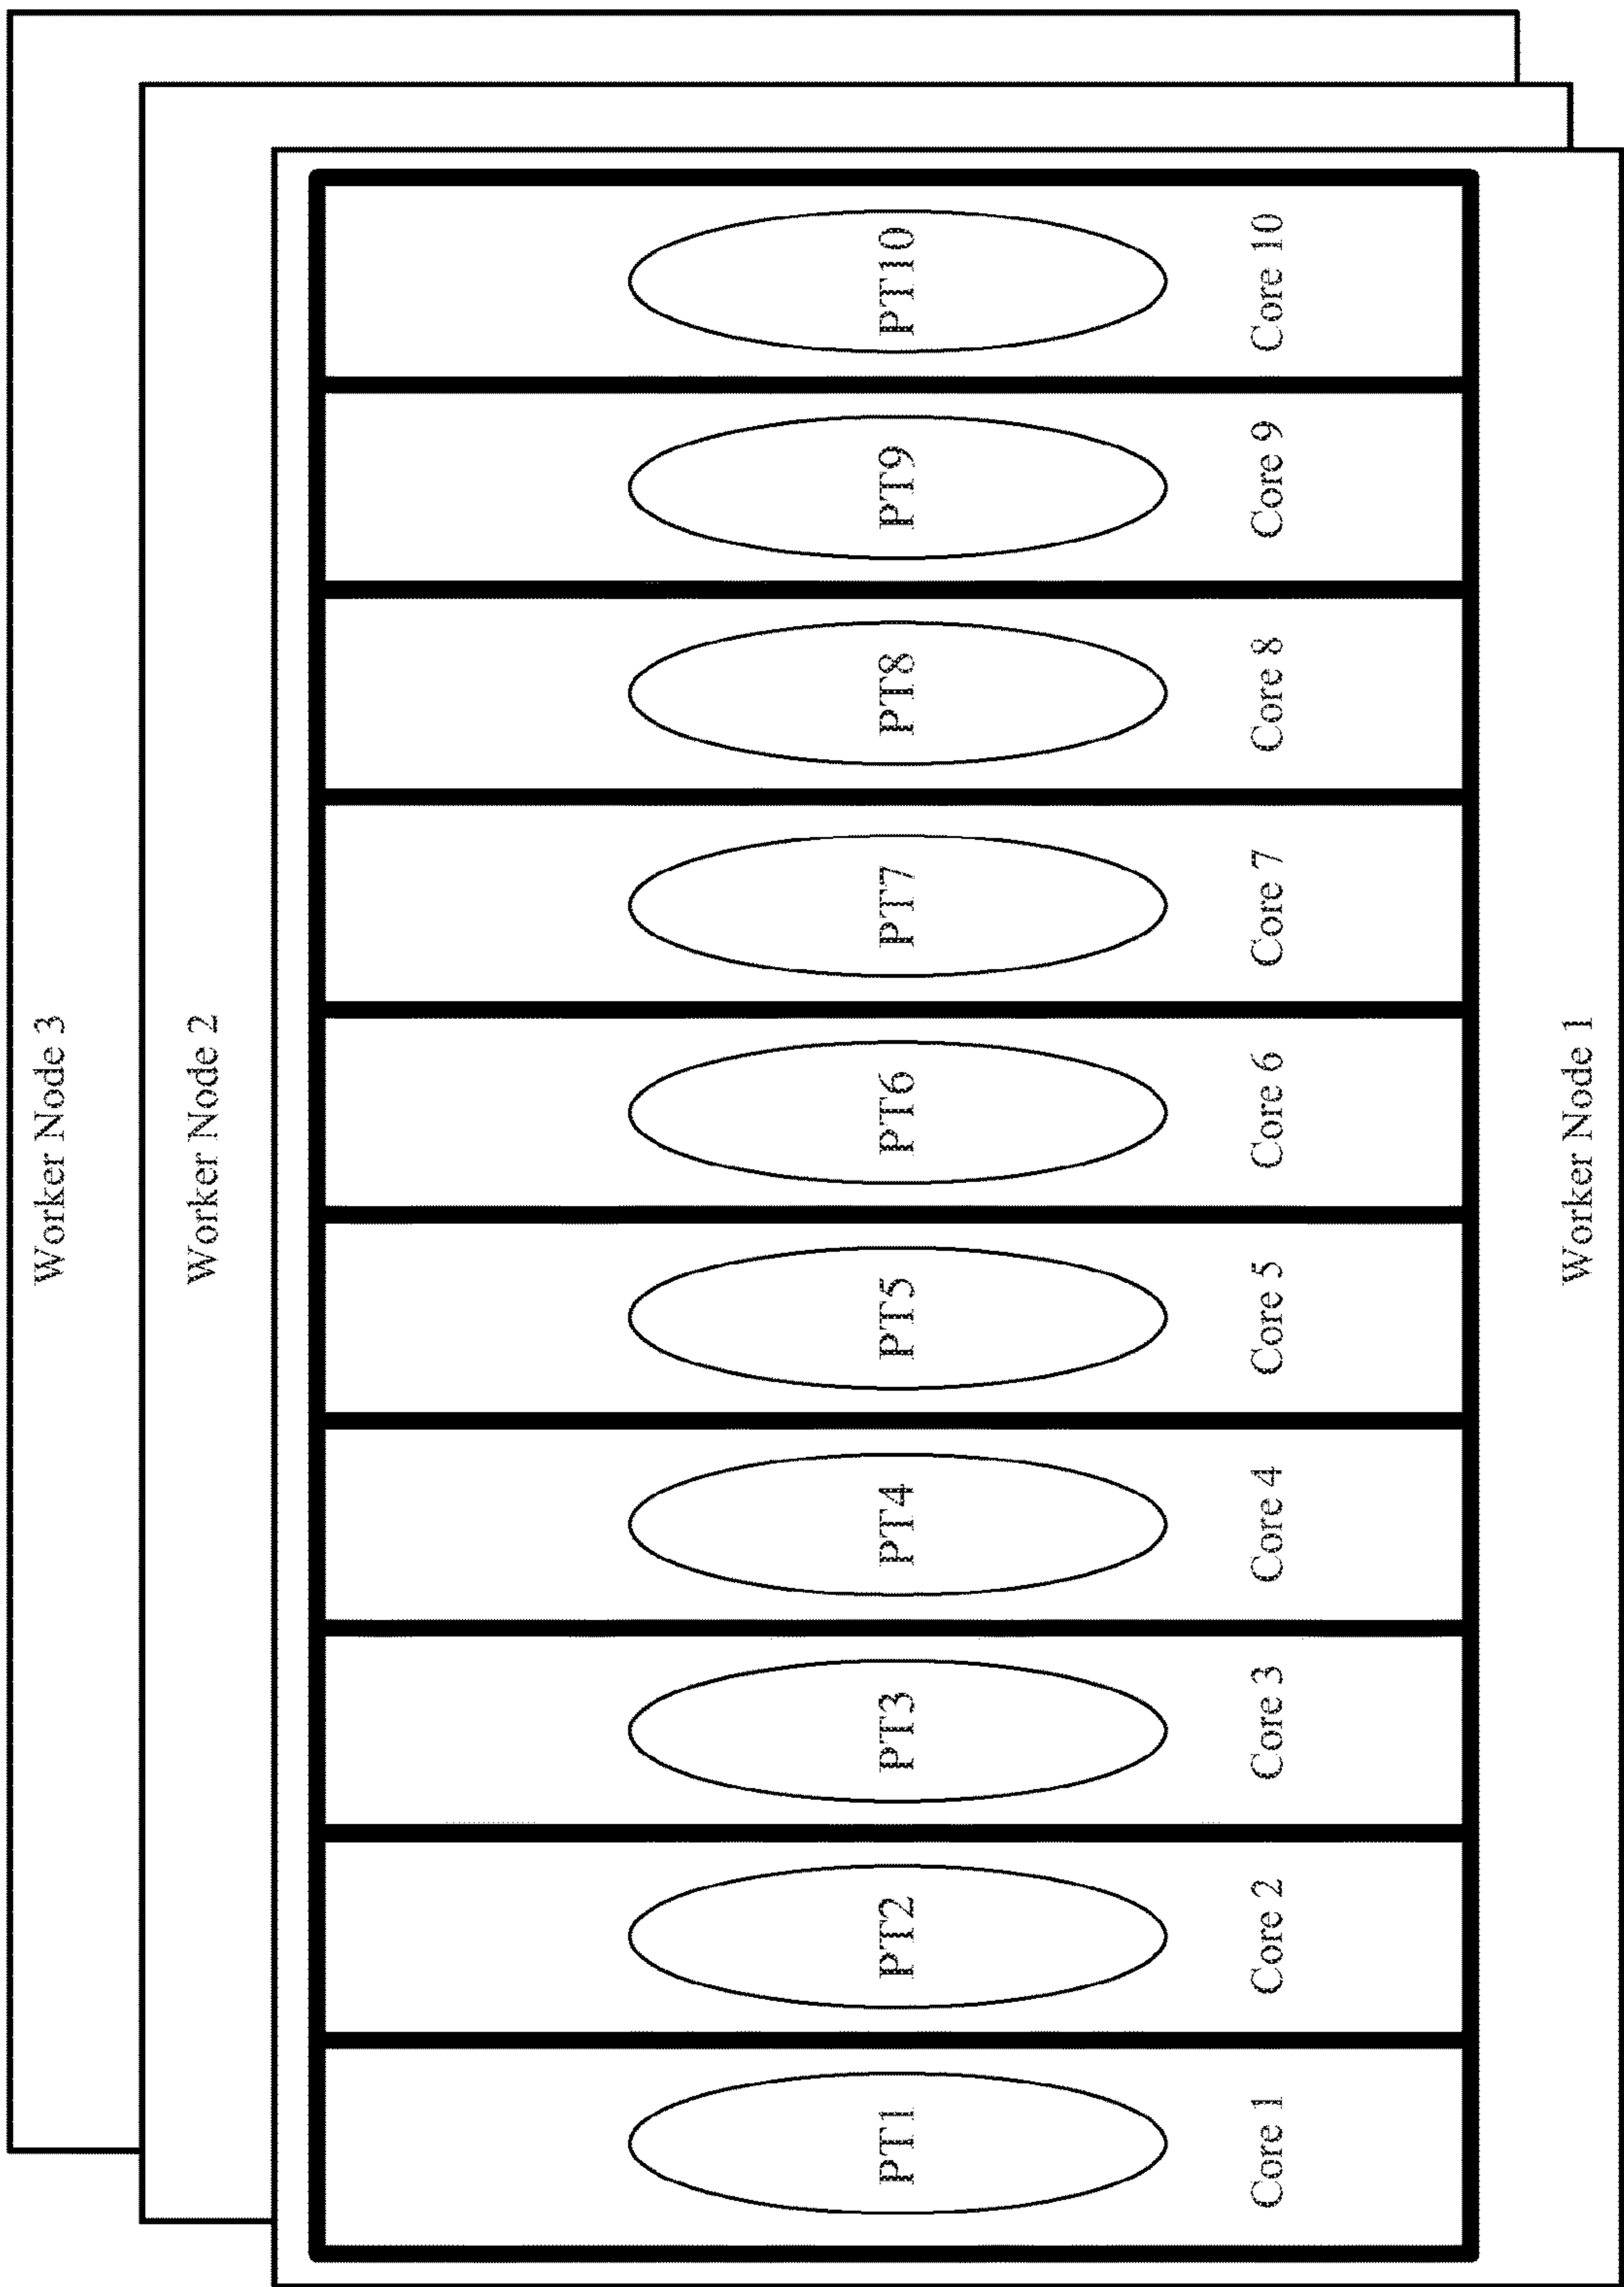 Worker Node 3
Worker Node 2
PT1
PT2
PT3
PT4
PT5
PT6
PT7
PT8
PT9
PT10
Core 1
Core 2
Core 3
Core 4
Core 5
Core 6
Core 7
Core 8
Core 9
Core 10
Worker Node 1